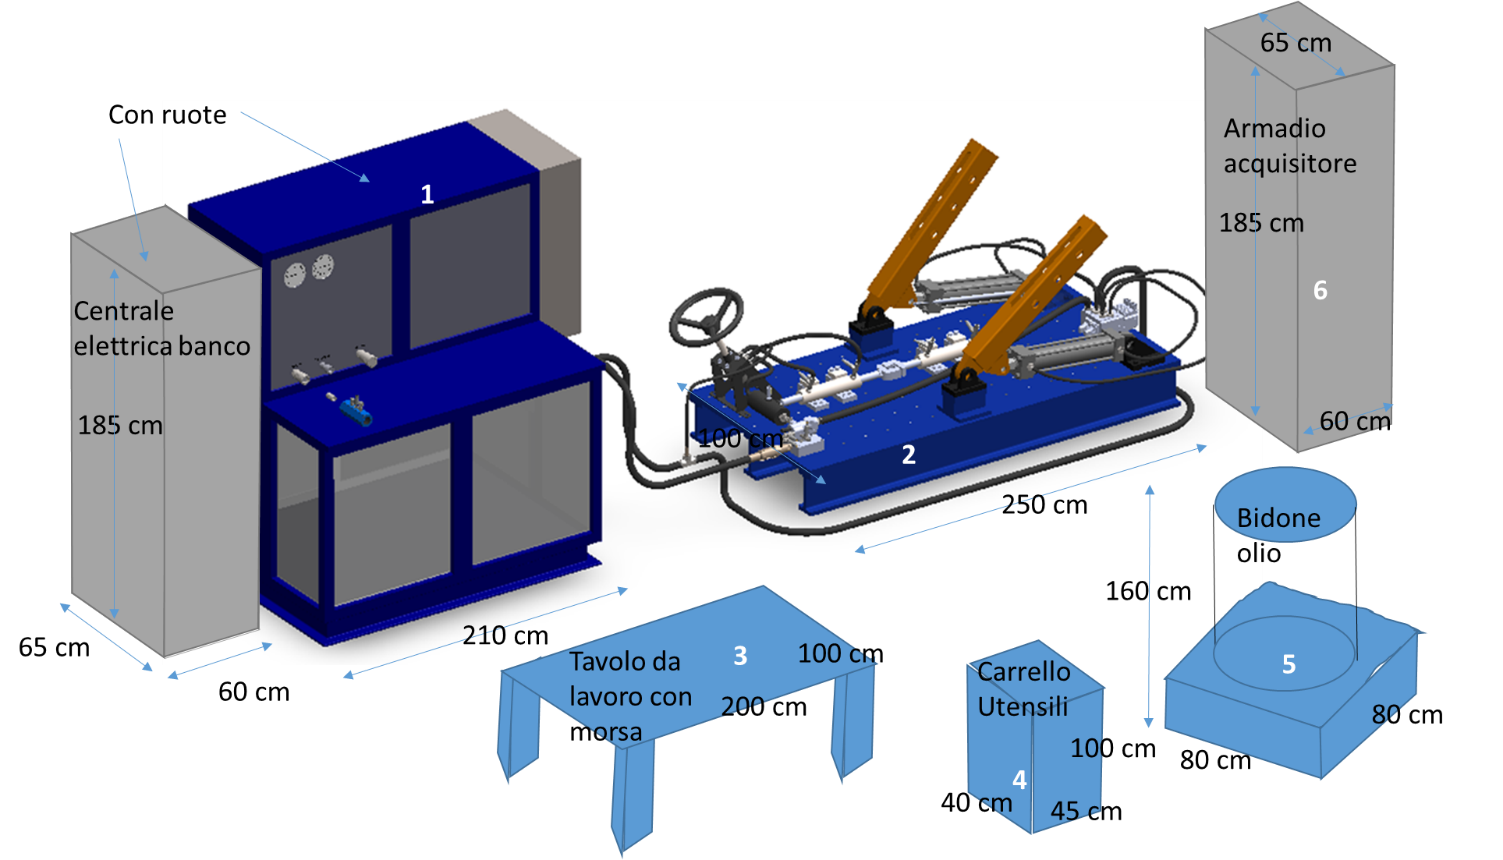 Con ruote
1
Centrale
elettrica banco
185 cm
65 cm
60 cm
210 cm
100 cm
2
250 cm
65 cm
Armadio
acquisitore
185 cm
6
60 cm
Tavolo da
lavoro con
morsa
3
100 cm
200 cm
Carrello
Utensili
4
100 cm
40 cm
45 cm
160 cm
Bidone
olio
5
80 cm
80 cm